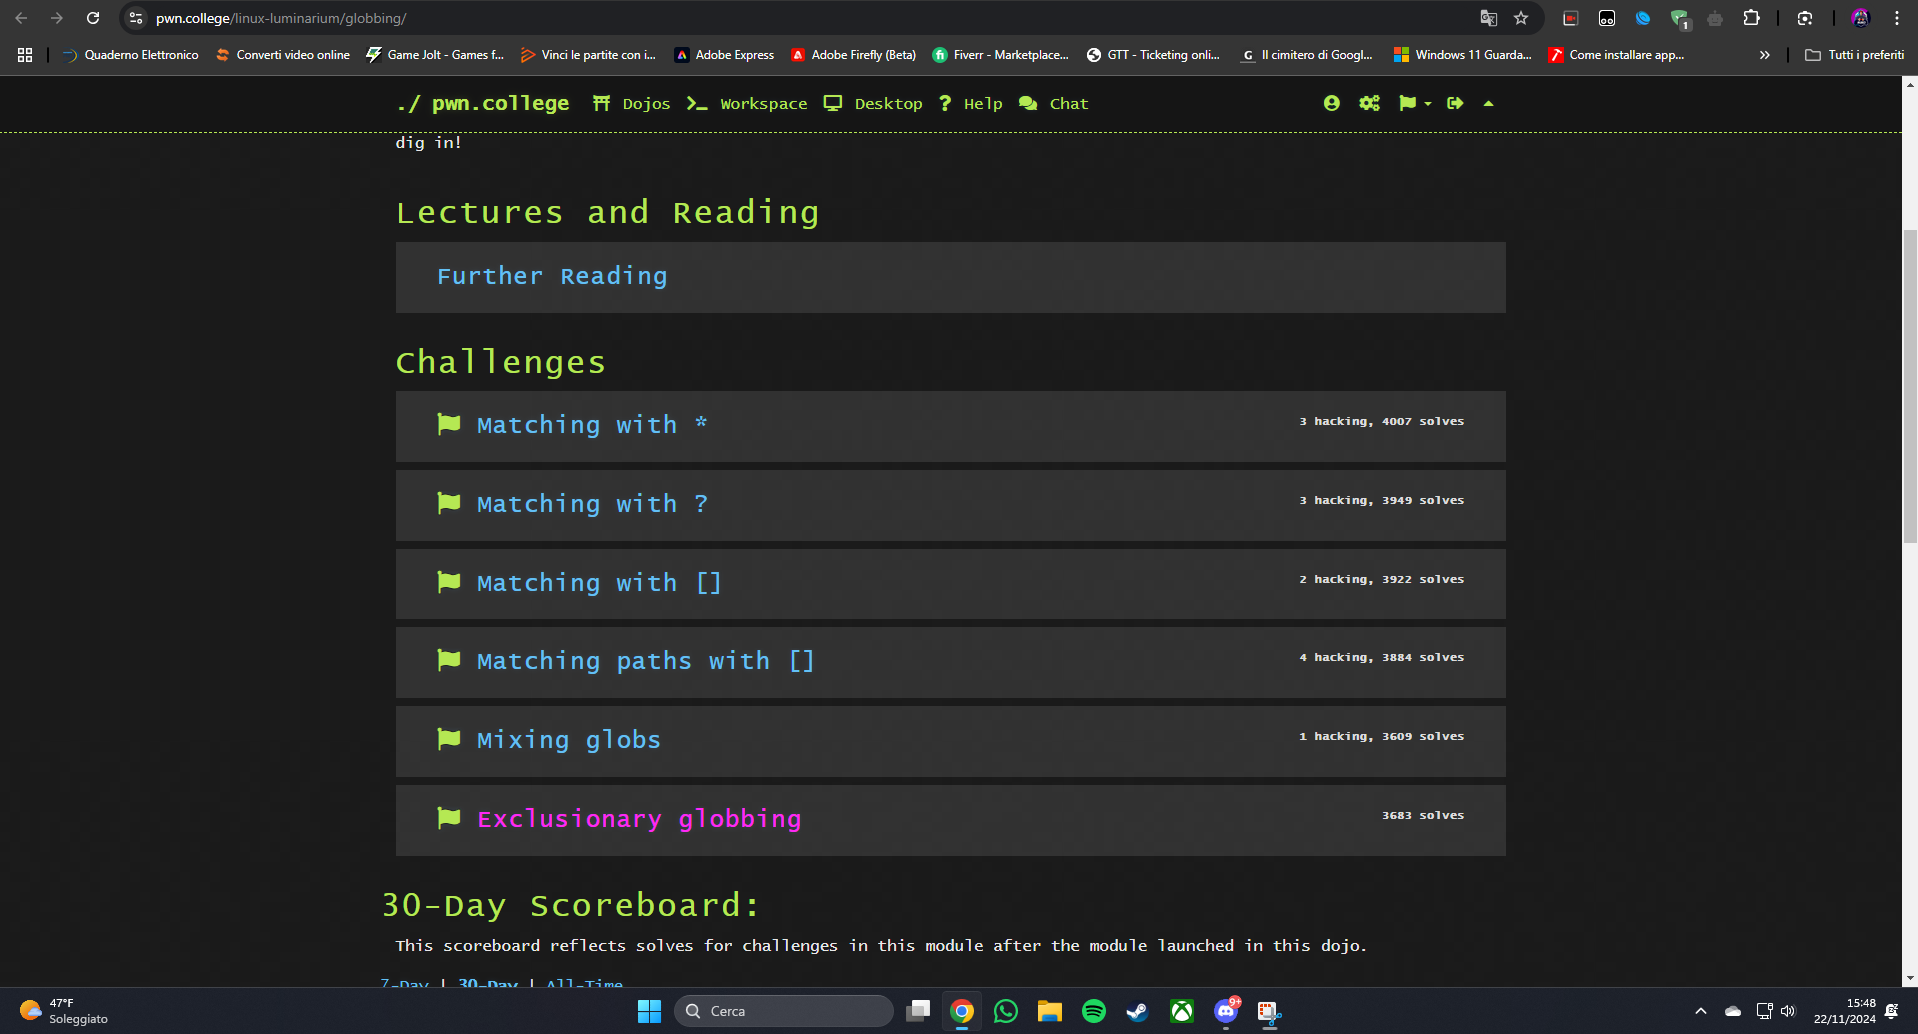 pwn.college/linux-luminarium/globbing/
1
Quaderno Elettronico
Converti video online
Game Jolt - Games f...
Vinci le partite con i...
Adobe Express
Adobe Firefly (Beta)
Fiverr - Marketplace...
GTT - Ticketing onli...
Il cimitero di Googl...
Windows 11 Guarda...
Come installare app...
»
Tutti i preferiti
./ pwn.college
Dojos
Workspace
Desktop
? Help
Chat
dig in!
Lectures and Reading
Further Reading
Challenges
Matching with *
3 hacking, 4007 solves
Matching with ?
3 hacking, 3949 solves
Matching with []
2 hacking, 3922 solves
Matching paths with []
4 hacking, 3884 solves
Mixing globs
1 hacking, 3609 solves
Exclusionary globbing
3683 solves
30-Day Scoreboard:
This scoreboard reflects solves for challenges in this module after the module launched in this dojo.
7-Day | 30-Day | All-Time
47°F
Soleggiato
Cerca
9+
15:48
22/11/2024